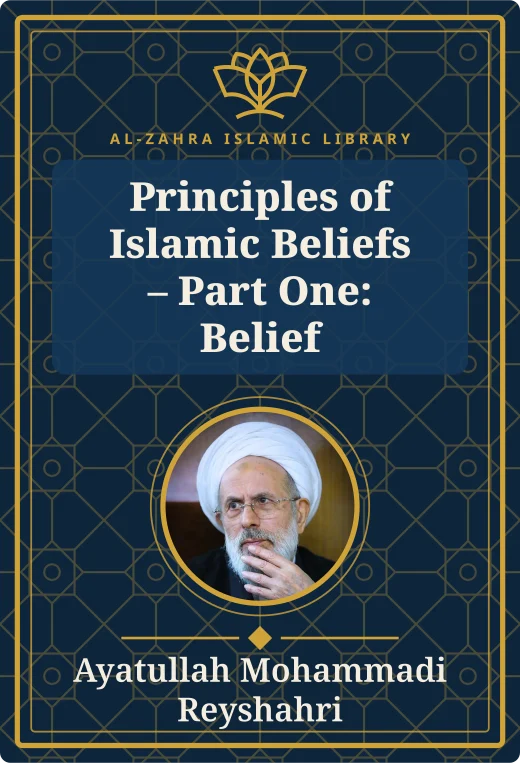 AL-ZAHRA ISLAMIC LIBRARY
Principles of
Islamic Beliefs
– Part One:
Belief
Ayatullah Mohammadi
Reyshahri